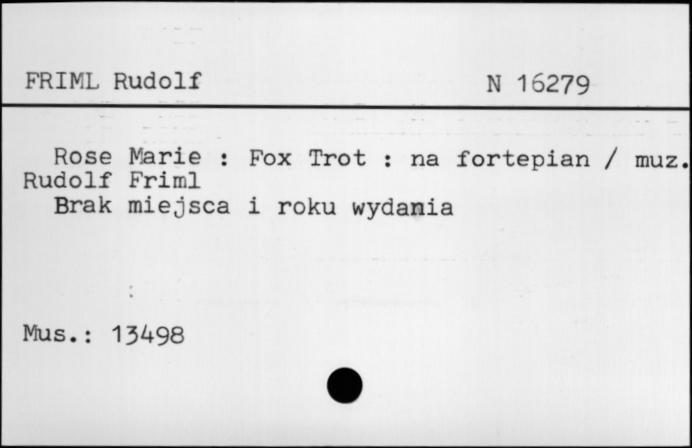 FRIML Rudolf N 16279
Rose Marie : Fox Trot : na fortepian / muz.
Rudolf Friml
Brak miejsca i roku wydania
Mus.: 13498